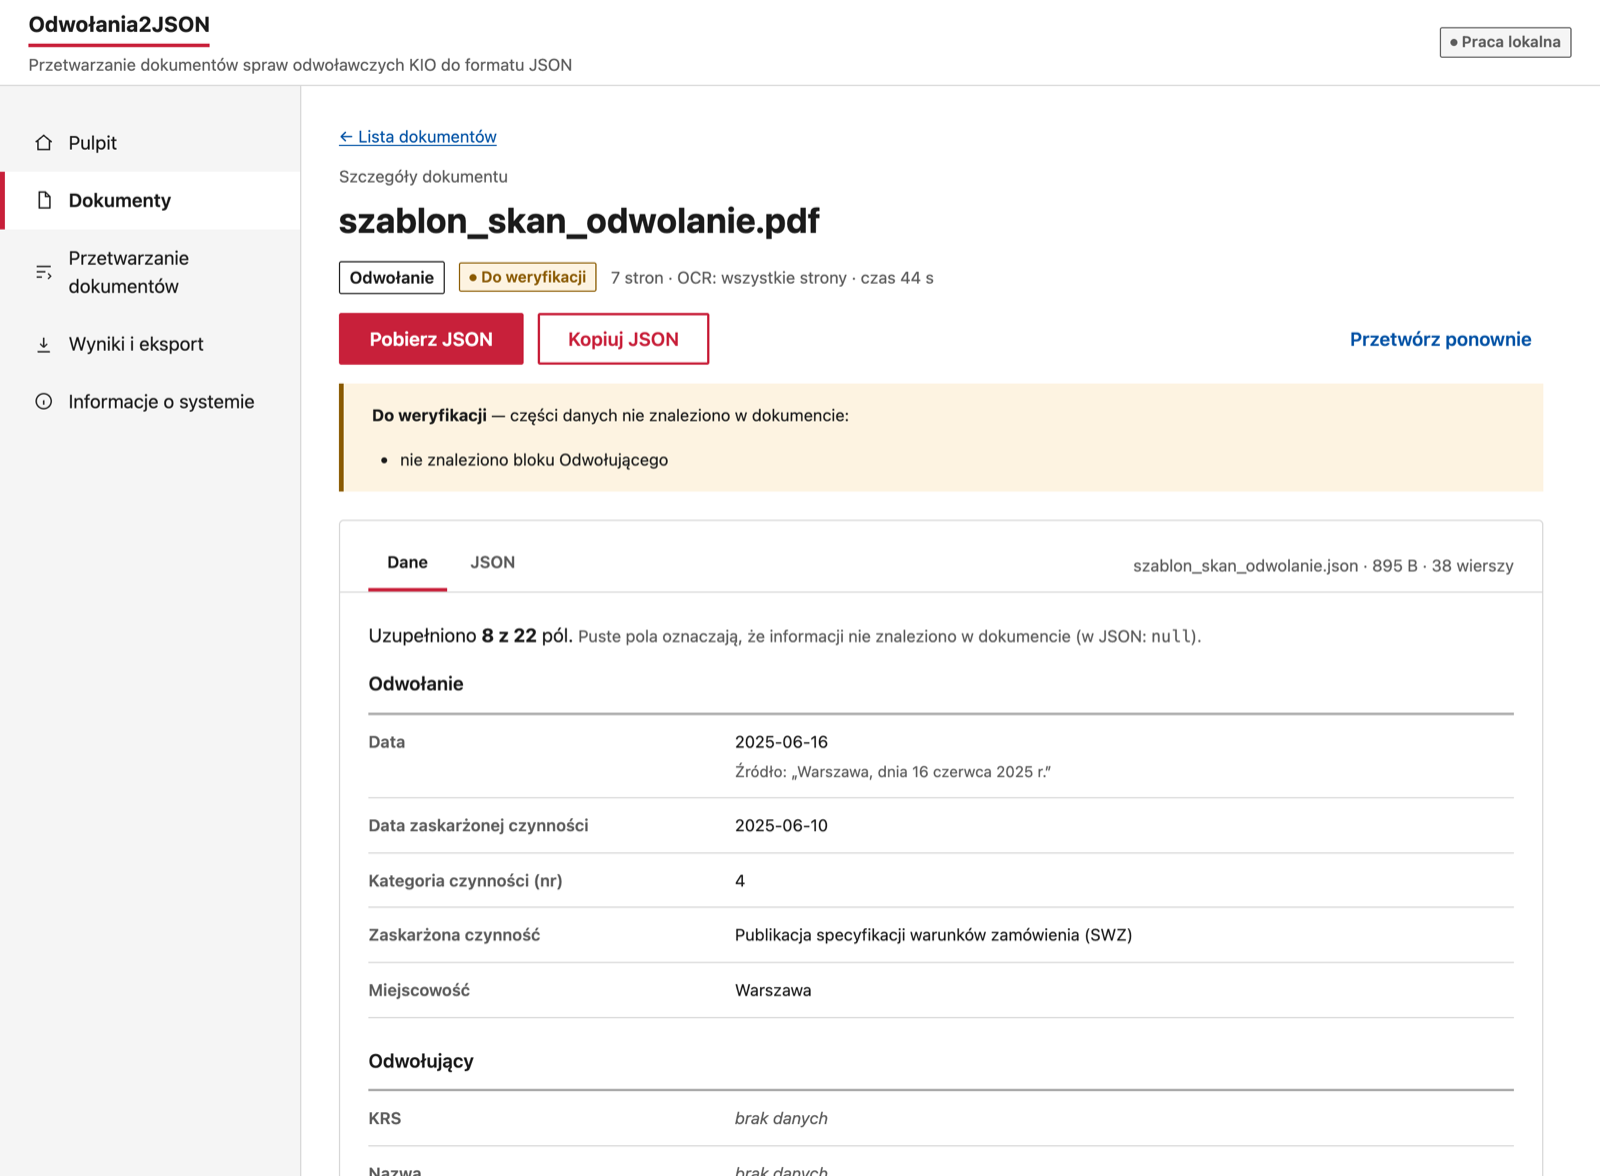 Odwołania2JSON
Przetwarzanie dokumentów spraw odwoławczych KIO do formatu JSON
Praca lokalna
Pulpit
Dokumenty
Przetwarzanie
dokumentów
Wyniki i eksport
Informacje o systemie
← Lista dokumentów
Szczegóły dokumentu
szablon_skan_odwolanie.pdf
Odwołanie
Do weryfikacji
7 stron · OCR: wszystkie strony · czas 44 s
Pobierz JSON
Kopiuj JSON
Przetwórz ponownie
Do weryfikacji — części danych nie znaleziono w dokumencie:
• nie znaleziono bloku Odwołującego
Dane
JSON
szablon_skan_odwolanie.json · 895 B · 38 wierszy
Uzupełniono 8 z 22 pól. Puste pola oznaczają, że informacji nie znaleziono w dokumencie (w JSON: null).
Odwołanie
Data
2025-06-16
Źródło: „Warszawa, dnia 16 czerwca 2025 r.”
Data zaskarżonej czynności
2025-06-10
Kategoria czynności (nr)
4
Zaskarżona czynność
Publikacja specyfikacji warunków zamówienia (SWZ)
Miejscowość
Warszawa
Odwołujący
KRS
brak danych
Nazwa
brak danych